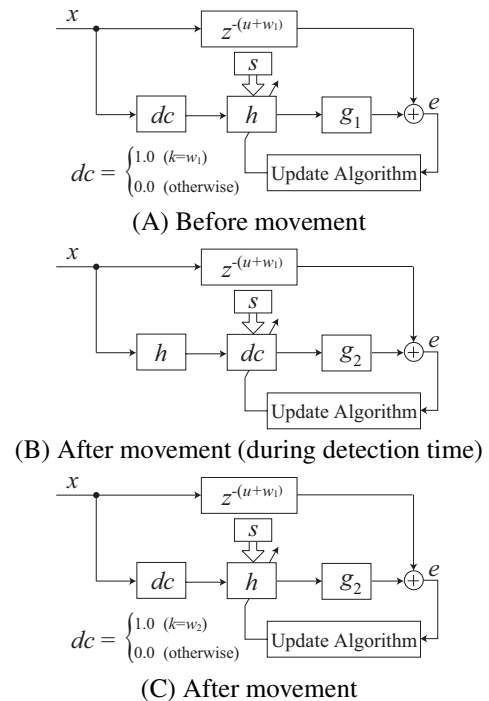 x
z^{-(u+w₁)}
s
dc
h
g₁
+
e
Update Algorithm
dc = { 1.0 (k=w₁)
0.0 (otherwise)
(A) Before movement
x
z^{-(u+w₁)}
s
h
dc
g₂
+
e
Update Algorithm
(B) After movement (during detection time)
x
z^{-(u+w₁)}
s
dc
h
g₂
+
e
Update Algorithm
dc = { 1.0 (k=w₂)
0.0 (otherwise)
(C) After movement